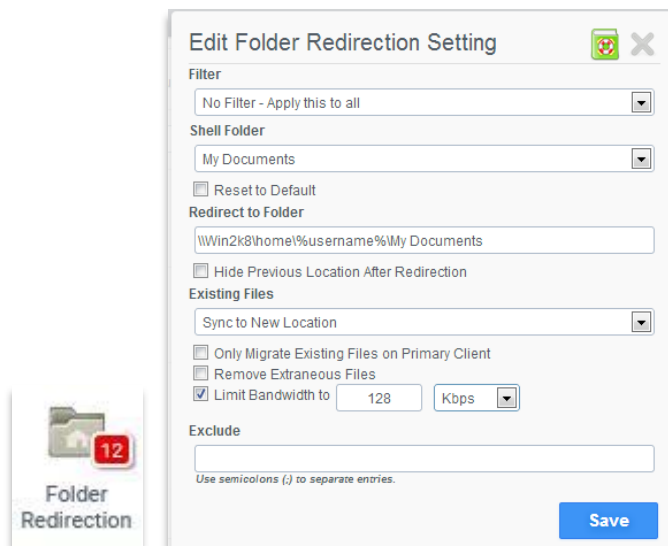 Edit Folder Redirection Setting
Filter
No Filter - Apply this to all
Shell Folder
My Documents
Reset to Default
Redirect to Folder
\\Win2k8\home\%username%\My Documents
Hide Previous Location After Redirection
Existing Files
Sync to New Location
Only Migrate Existing Files on Primary Client
Remove Extraneous Files
Limit Bandwidth to 128 Kbps
Exclude
Use semicolons (;) to separate entries.
Save
12
Folder
Redirection